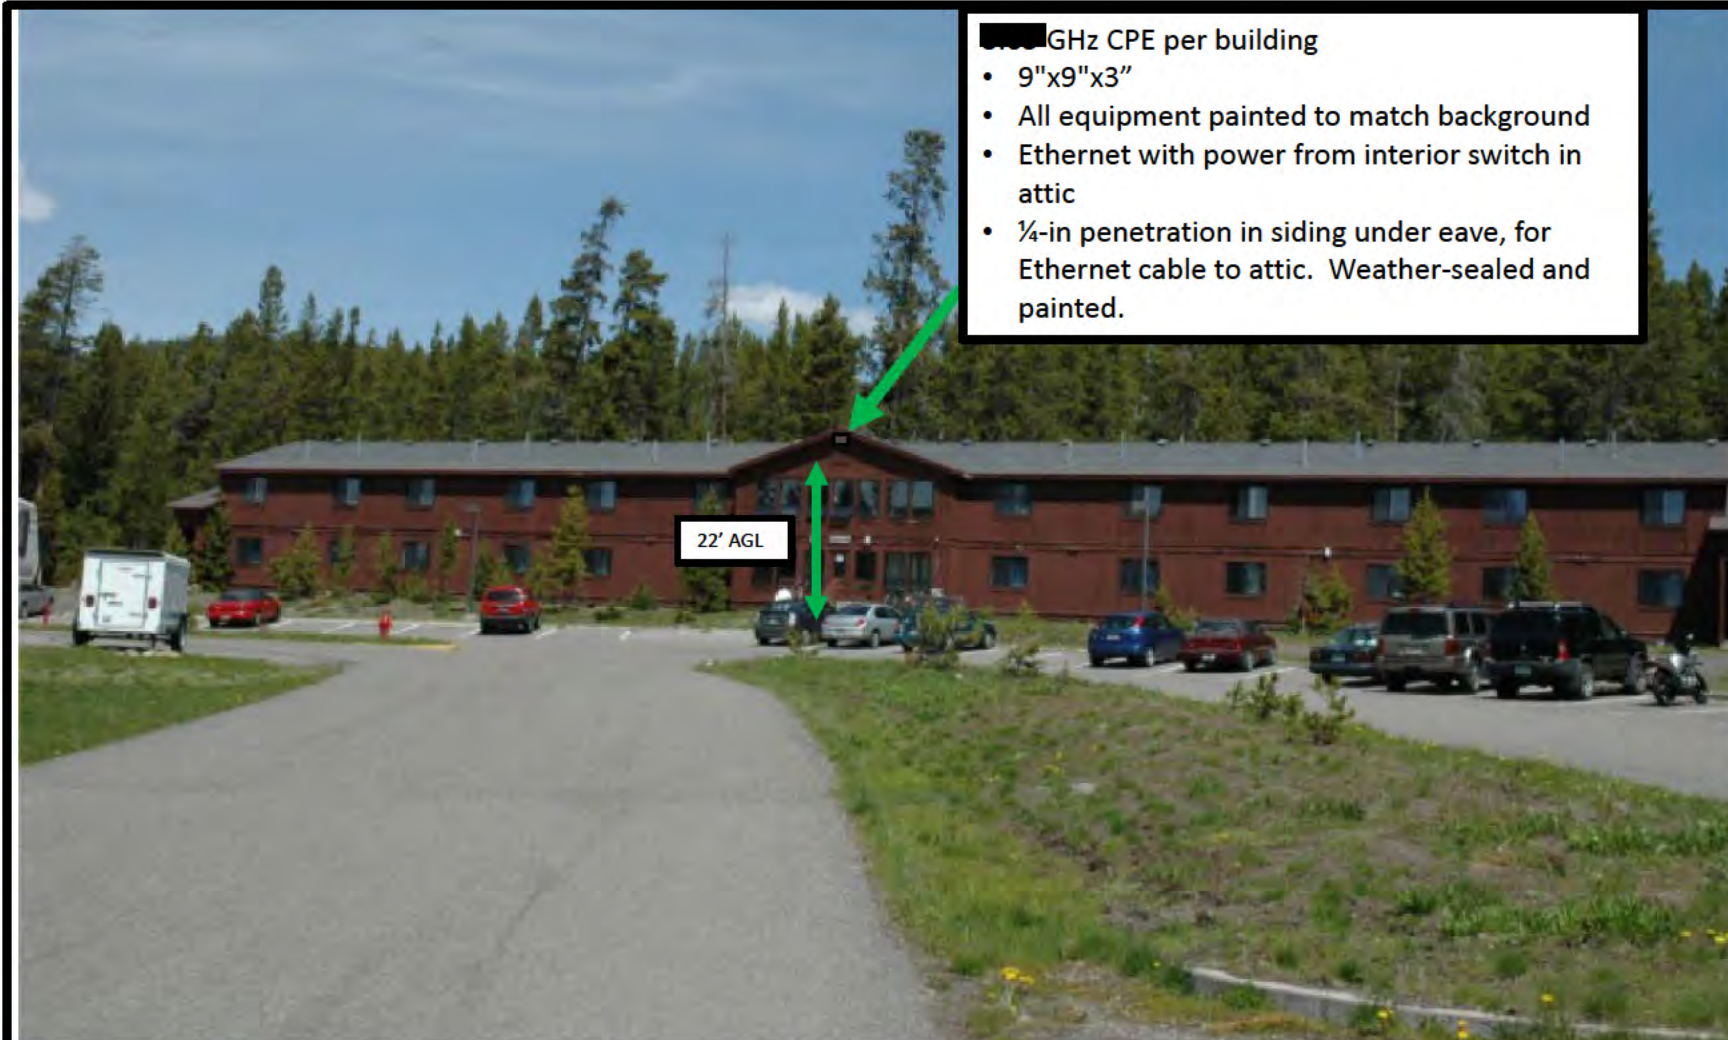 GHz CPE per building
• 9"x9"x3”
• All equipment painted to match background
• Ethernet with power from interior switch in
attic
• ¼-in penetration in siding under eave, for
Ethernet cable to attic. Weather-sealed and
painted.
22’ AGL